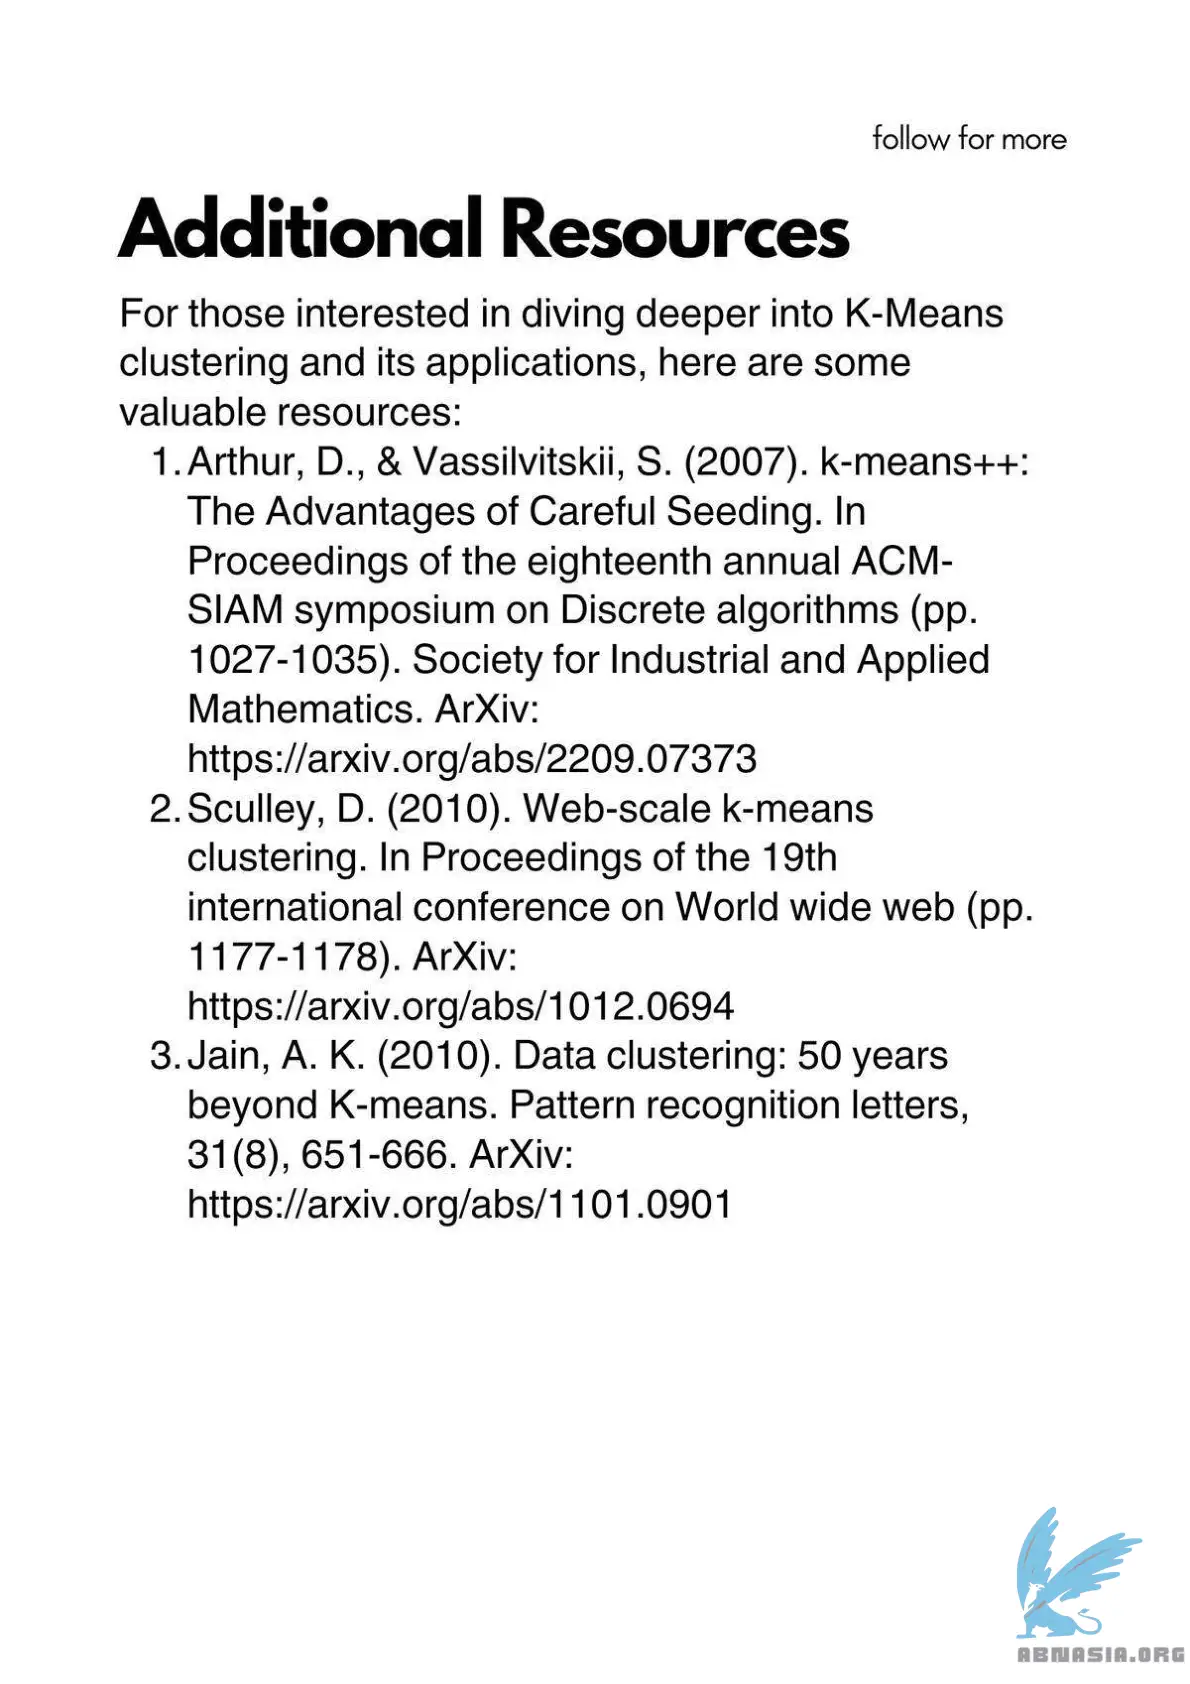 follow for more
Additional Resources
For those interested in diving deeper into K-Means
clustering and its applications, here are some
valuable resources:
1. Arthur, D., & Vassilvitskii, S. (2007). k-means++:
The Advantages of Careful Seeding. In
Proceedings of the eighteenth annual ACM-
SIAM symposium on Discrete algorithms (pp.
1027-1035). Society for Industrial and Applied
Mathematics. ArXiv:
https://arxiv.org/abs/2209.07373
2. Sculley, D. (2010). Web-scale k-means
clustering. In Proceedings of the 19th
international conference on World wide web (pp.
1177-1178). ArXiv:
https://arxiv.org/abs/1012.0694
3. Jain, A. K. (2010). Data clustering: 50 years
beyond K-means. Pattern recognition letters,
31(8), 651-666. ArXiv:
https://arxiv.org/abs/1101.0901
ABNASIA.ORG